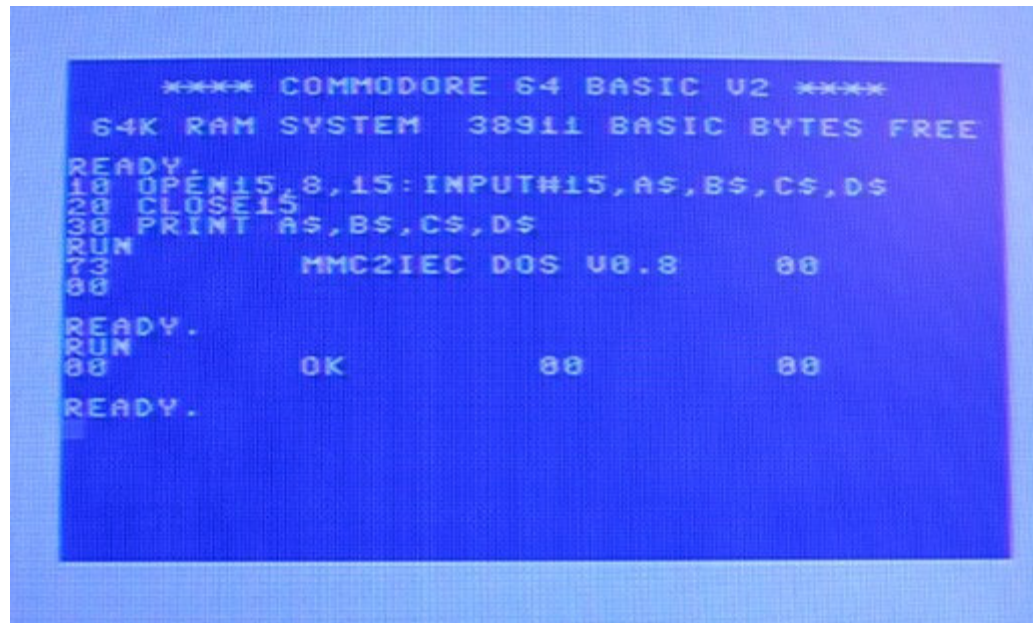 **** COMMODORE 64 BASIC V2 ****
64K RAM SYSTEM 38911 BASIC BYTES FREE
READY.
10 OPEN15,8,15:INPUT#15,A$,B$,C$,D$
20 CLOSE15
30 PRINT A$,B$,C$,D$
RUN
73 MMC2IEC DOS V0.8 00
00
READY.
RUN
00 OK 00 00
READY.